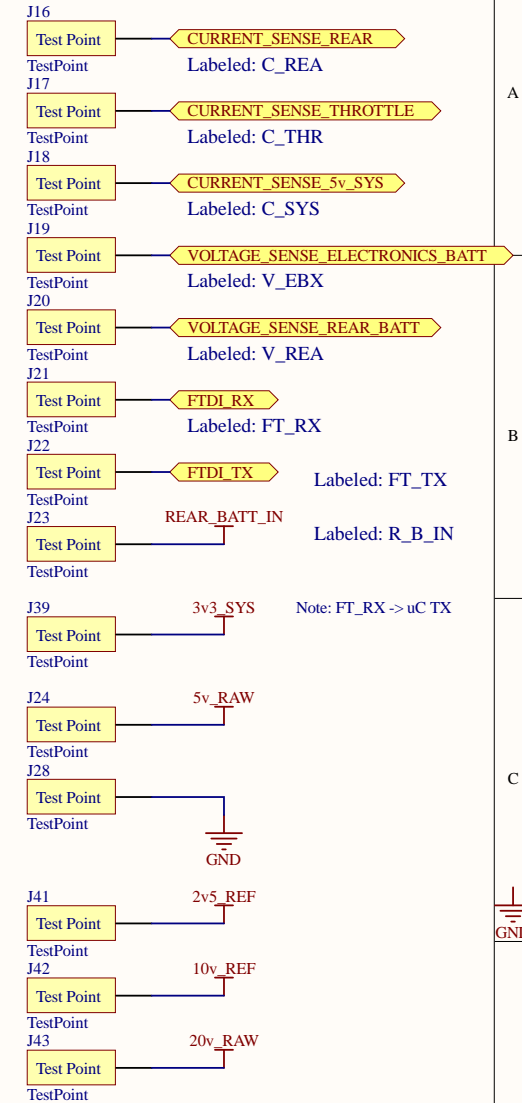 J16
Test Point
CURRENT_SENSE_REAR
TestPoint
Labeled: C_REA
J17
Test Point
CURRENT_SENSE_THROTTLE
TestPoint
Labeled: C_THR
J18
Test Point
CURRENT_SENSE_5v_SYS
TestPoint
Labeled: C_SYS
J19
Test Point
VOLTAGE_SENSE_ELECTRONICS_BATT
TestPoint
Labeled: V_EBX
J20
Test Point
VOLTAGE_SENSE_REAR_BATT
TestPoint
Labeled: V_REA
J21
Test Point
FTDI_RX
TestPoint
Labeled: FT_RX
J22
Test Point
FTDI_TX
Labeled: FT_TX
TestPoint
J23
REAR_BATT_IN
Test Point
Labeled: R_B_IN
TestPoint
J39
3v3_SYS
Note: FT_RX -> uC TX
Test Point
TestPoint
J24
5v_RAW
Test Point
TestPoint
J28
Test Point
TestPoint
GND
J41
2v5_REF
Test Point
TestPoint
J42
10v_REF
Test Point
TestPoint
J43
20v_RAW
Test Point
TestPoint
A
B
C
GND